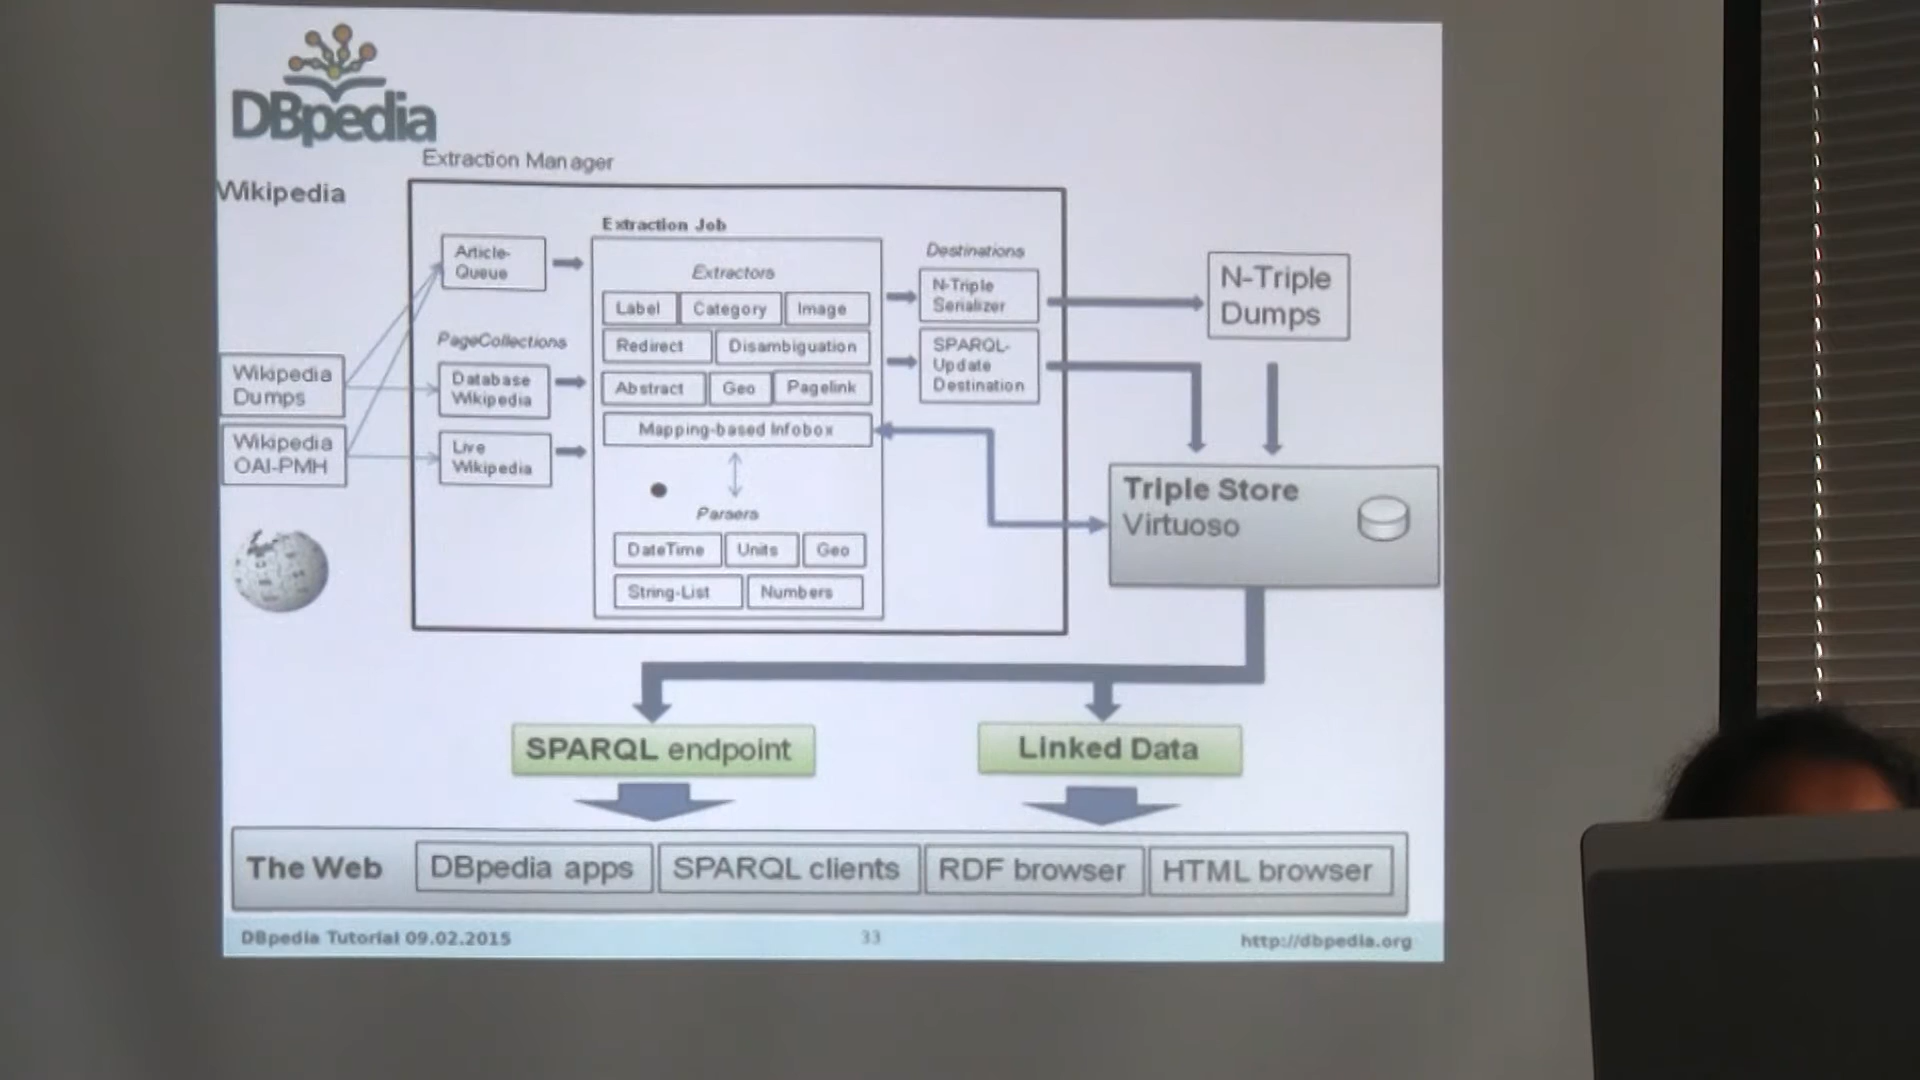 DBpedia
Extraction Manager
Wikipedia
Extraction Job
Article-
Queue
Extractors
Destinations
N-Triple
Serializer
N-Triple
Dumps
Label
Category
Image
PageCollections
Redirect
Disambiguation
SPARQL-
Update
Destination
Wikipedia
Dumps
Database
Wikipedia
Abstract
Geo
Pagelink
Mapping-based Infobox
Wikipedia
OAI-PMH
Live
Wikipedia
Triple Store
Virtuoso
Parsers
DateTime
Units
Geo
String-List
Numbers
SPARQL endpoint
Linked Data
The Web
DBpedia apps
SPARQL clients
RDF browser
HTML browser
DBpedia Tutorial 09.02.2015
33
http://dbpedia.org